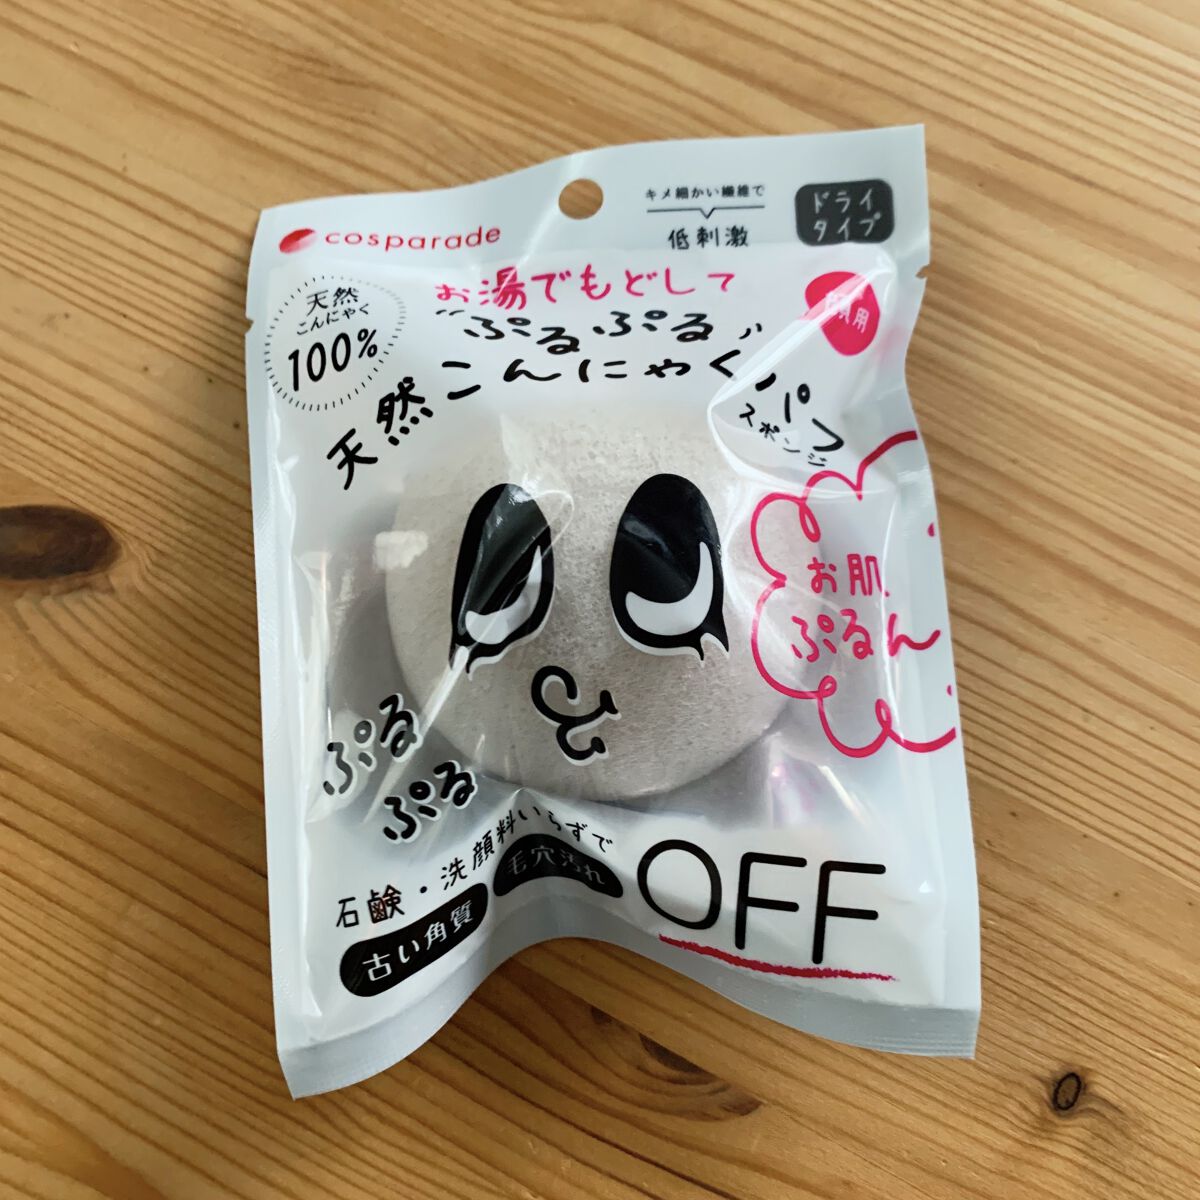 cosparade
キメ細かい繊維で
低刺激
ドライ
タイプ
天然
こんにゃく
100%
お湯でもどして
"ぷるぷる"
天然こんにゃくパフ
スポンジ
お肌
ぷるん
ぷる
ぷる
石鹸・洗顔料いらずで
古い角質
毛穴汚れ
OFF